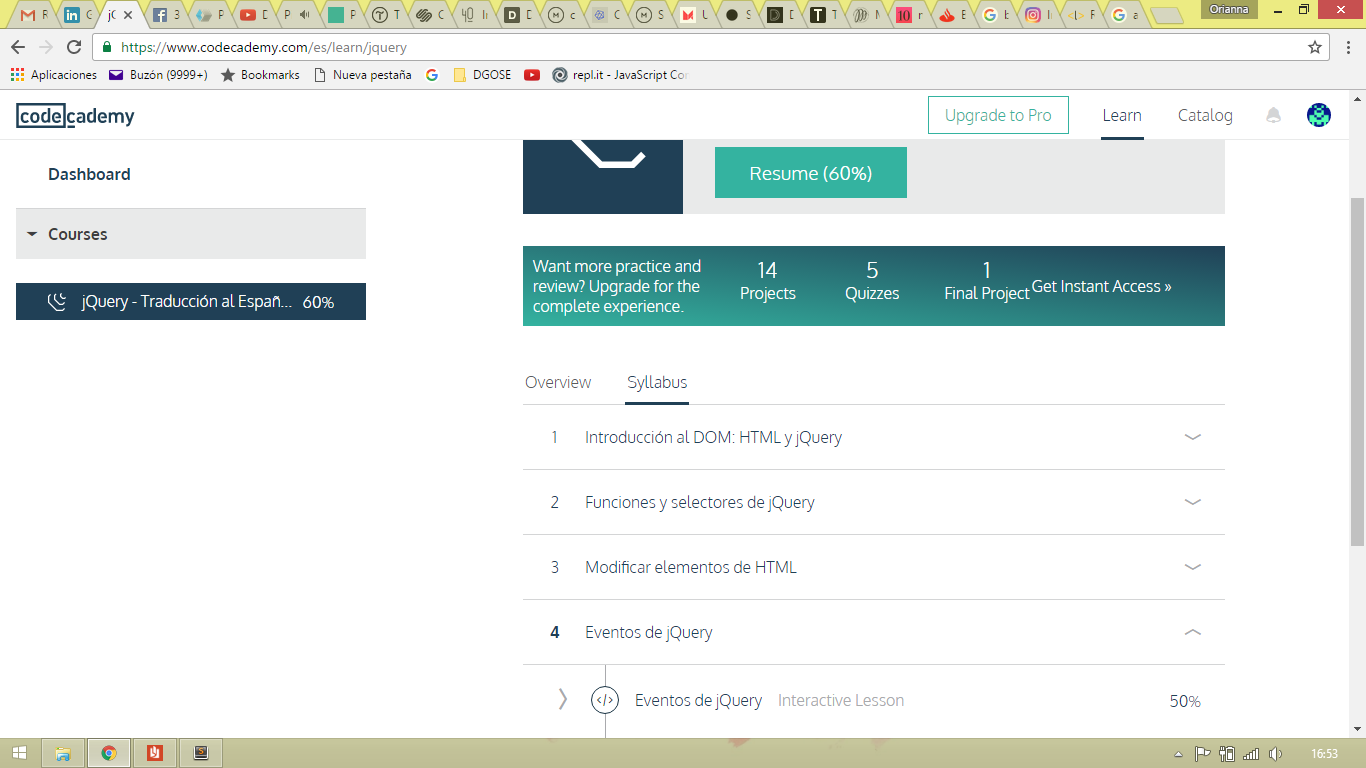 Orianna
https://www.codecademy.com/es/learn/jquery
Aplicaciones
Buzón (9999+)
Bookmarks
Nueva pestaña
DGOSE
repl.it - JavaScript Cor
codecademy
Upgrade to Pro
Learn
Catalog
Dashboard
Resume (60%)
Courses
jQuery - Traducción al Españ... 60%
Want more practice and
review? Upgrade for the
complete experience.
14
Projects
5
Quizzes
1
Final Project
Get Instant Access »
Overview
Syllabus
1 Introducción al DOM: HTML y jQuery
2 Funciones y selectores de jQuery
3 Modificar elementos de HTML
4 Eventos de jQuery
Eventos de jQuery Interactive Lesson 50%
16:53